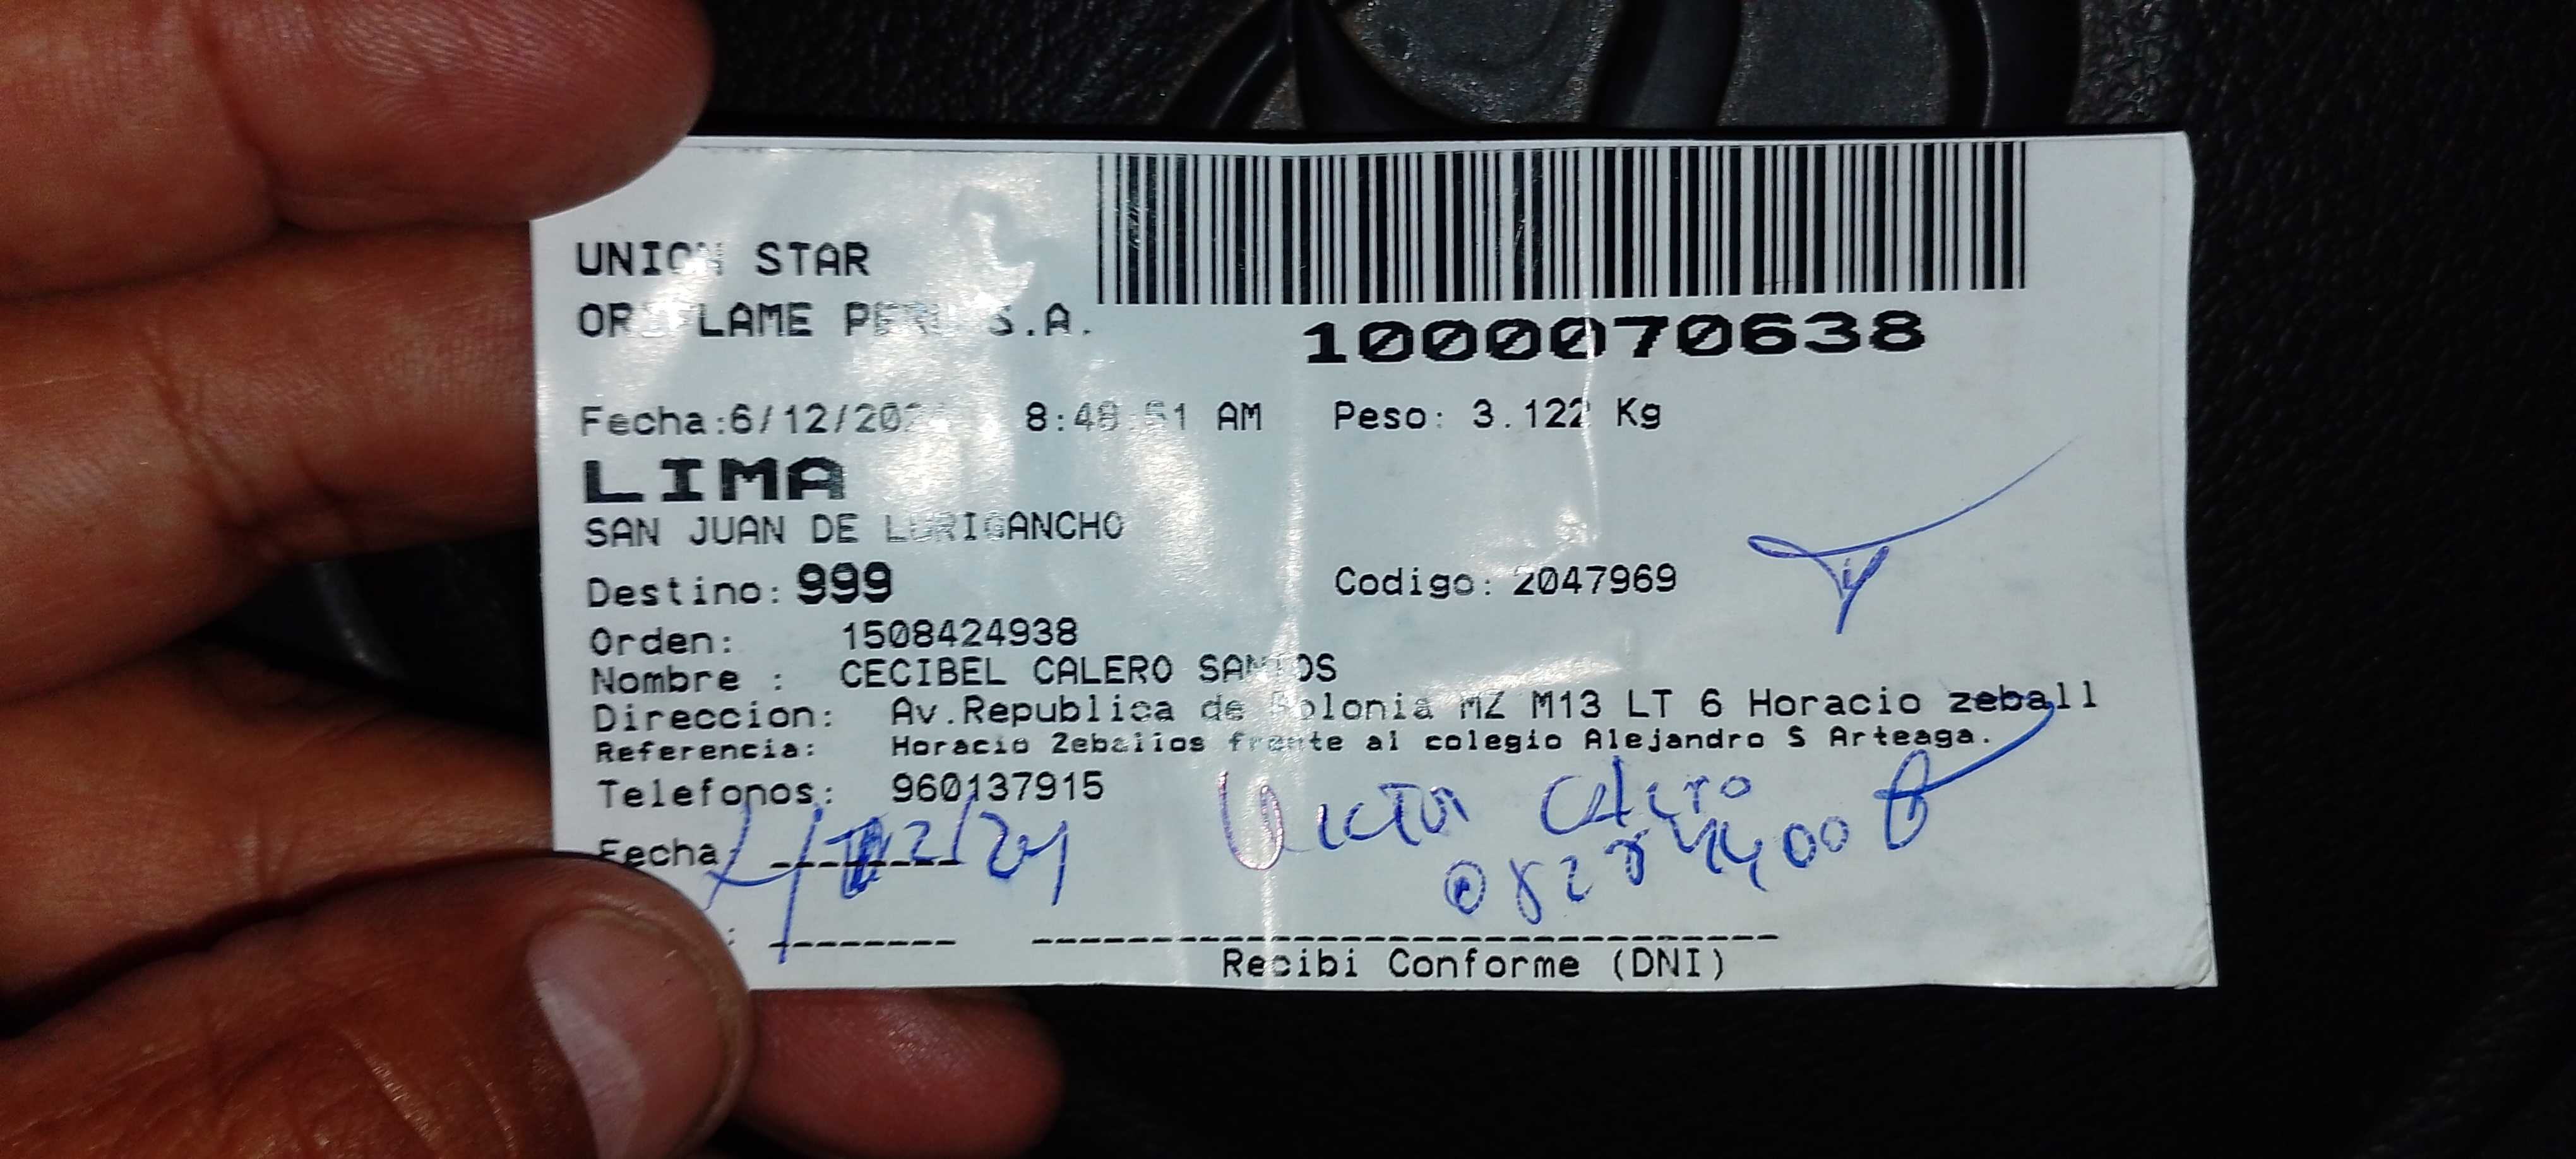 UNION STAR
ORIFLAME PERU S.A.
1000070638
Fecha:6/12/202 8:48:51 AM Peso: 3.122 Kg
LIMA
SAN JUAN DE LURIGANCHO
Destino: 999 Codigo: 2047969
Orden: 1508424938
Nombre : CECIBEL CALERO SANTOS
Direccion: Av.Republica de Polonia MZ M13 LT 6 Horacio zeball
Referencia: Horacio Zeballos frente al colegio Alejandro S Arteaga.
Telefonos: 960137915
Victor Calero
Fecha: /12/24
: -------- Recibi Conforme (DNI)